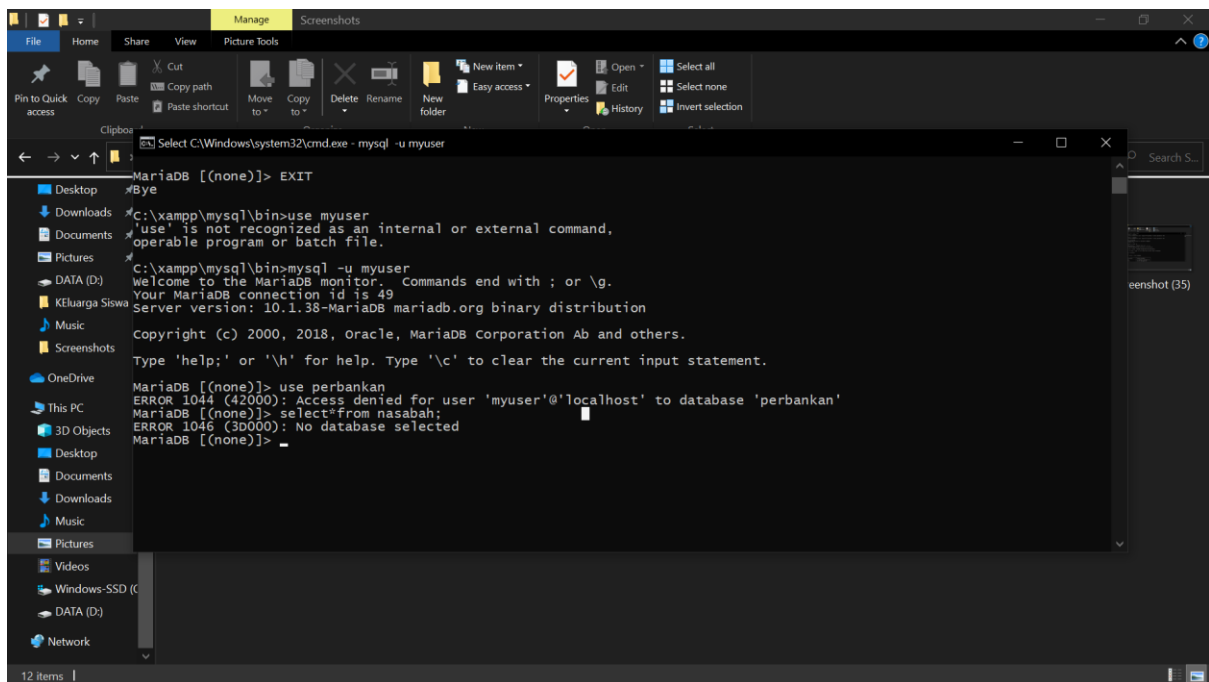 Manage
Screenshots
File
Home
Share
View
Picture Tools
Pin to Quick access
Copy
Paste
Cut
Copy path
Paste shortcut
Move to
Copy to
Delete
Rename
New folder
New item
Easy access
Properties
Open
Edit
History
Select all
Select none
Invert selection
Select C:\Windows\system32\cmd.exe - mysql -u myuser
Search S...
MariaDB [(none)]> EXIT
Bye
C:\xampp\mysql\bin>use myuser
'use' is not recognized as an internal or external command,
operable program or batch file.
C:\xampp\mysql\bin>mysql -u myuser
Welcome to the MariaDB monitor.  Commands end with ; or \g.
Your MariaDB connection id is 49
Server version: 10.1.38-MariaDB mariadb.org binary distribution
Copyright (c) 2000, 2018, Oracle, MariaDB Corporation Ab and others.
Type 'help;' or '\h' for help. Type '\c' to clear the current input statement.
MariaDB [(none)]> use perbankan
ERROR 1044 (42000): Access denied for user 'myuser'@'localhost' to database 'perbankan'
MariaDB [(none)]> select*from nasabah;
ERROR 1046 (3D000): No database selected
MariaDB [(none)]> _
Desktop
Downloads
Documents
Pictures
DATA (D:)
KEluarga Siswa
Music
Screenshots
OneDrive
This PC
3D Objects
Desktop
Documents
Downloads
Music
Pictures
Videos
Windows-SSD (C
DATA (D:)
Network
eenshot (35)
12 items